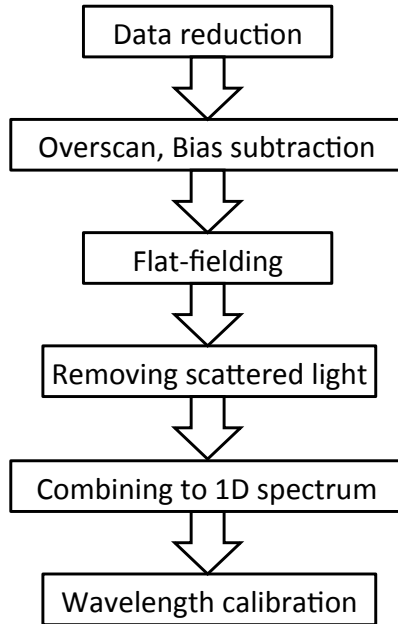 Data reduction
Overscan, Bias subtraction
Flat-fielding
Removing scattered light
Combining to 1D spectrum
Wavelength calibration